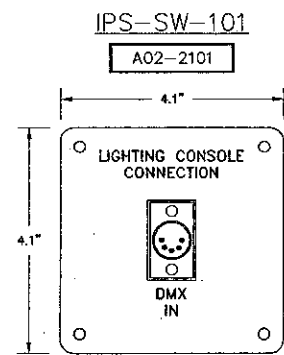 IPS-SW-101
A02-2101
4.1"
LIGHTING CONSOLE
CONNECTION
4.1"
DMX
IN